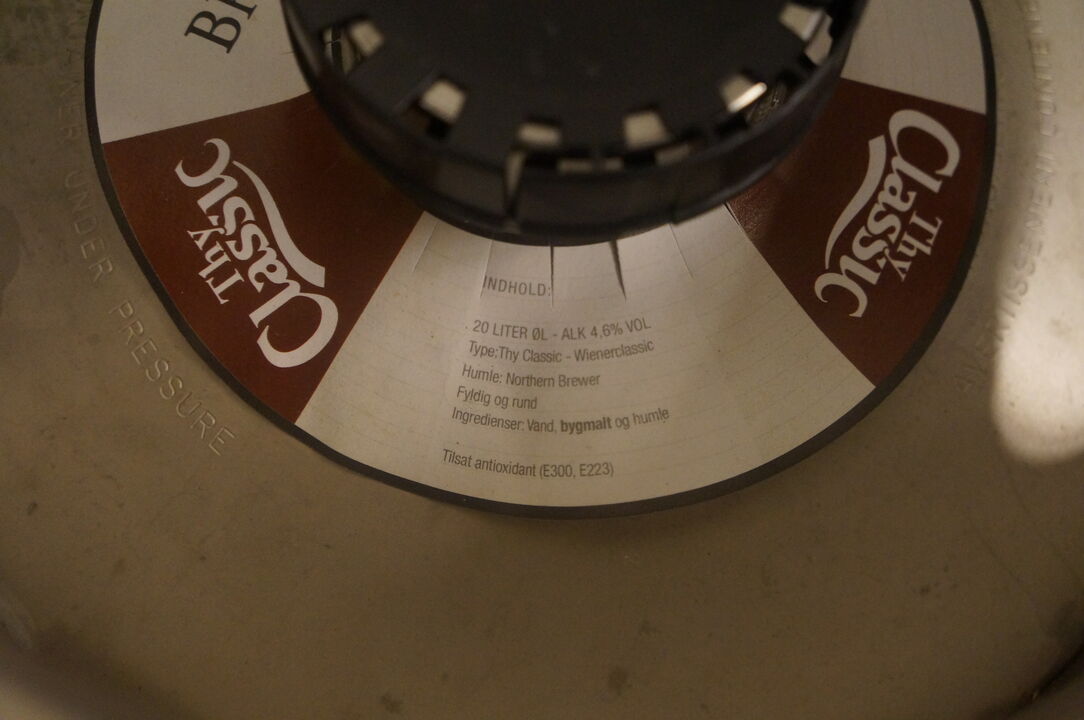 Thy
Classic
Thy
Classic
INDHOLD:
20 LITER ØL - ALK 4,6% VOL
Type:Thy Classic - Wienerclassic
Humle: Northern Brewer
Fyldig og rund
Ingredienser: Vand, bygmalt og humle
Tilsat antioxidant (E300, E223)
UNDER PRESSURE